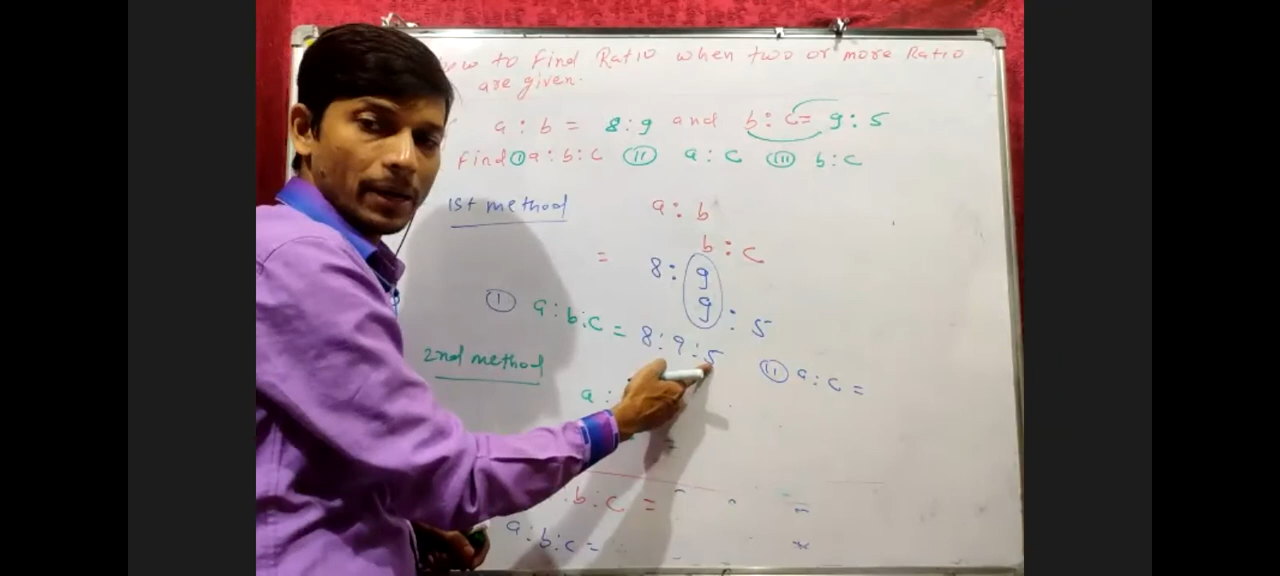 to Find Ratio when two or more Ratio
are given.
a : b = 8 : 9 and b : c = 9 : 5
Find (I) a : b : c (II) a : c (III) b : c
1st method
a : b
b : c
= 8 : 9
9 : 5
(I) a : b : c = 8 : 9 : 5
(II) a : c =
2nd method
a :
: b : c =
a : b : c =